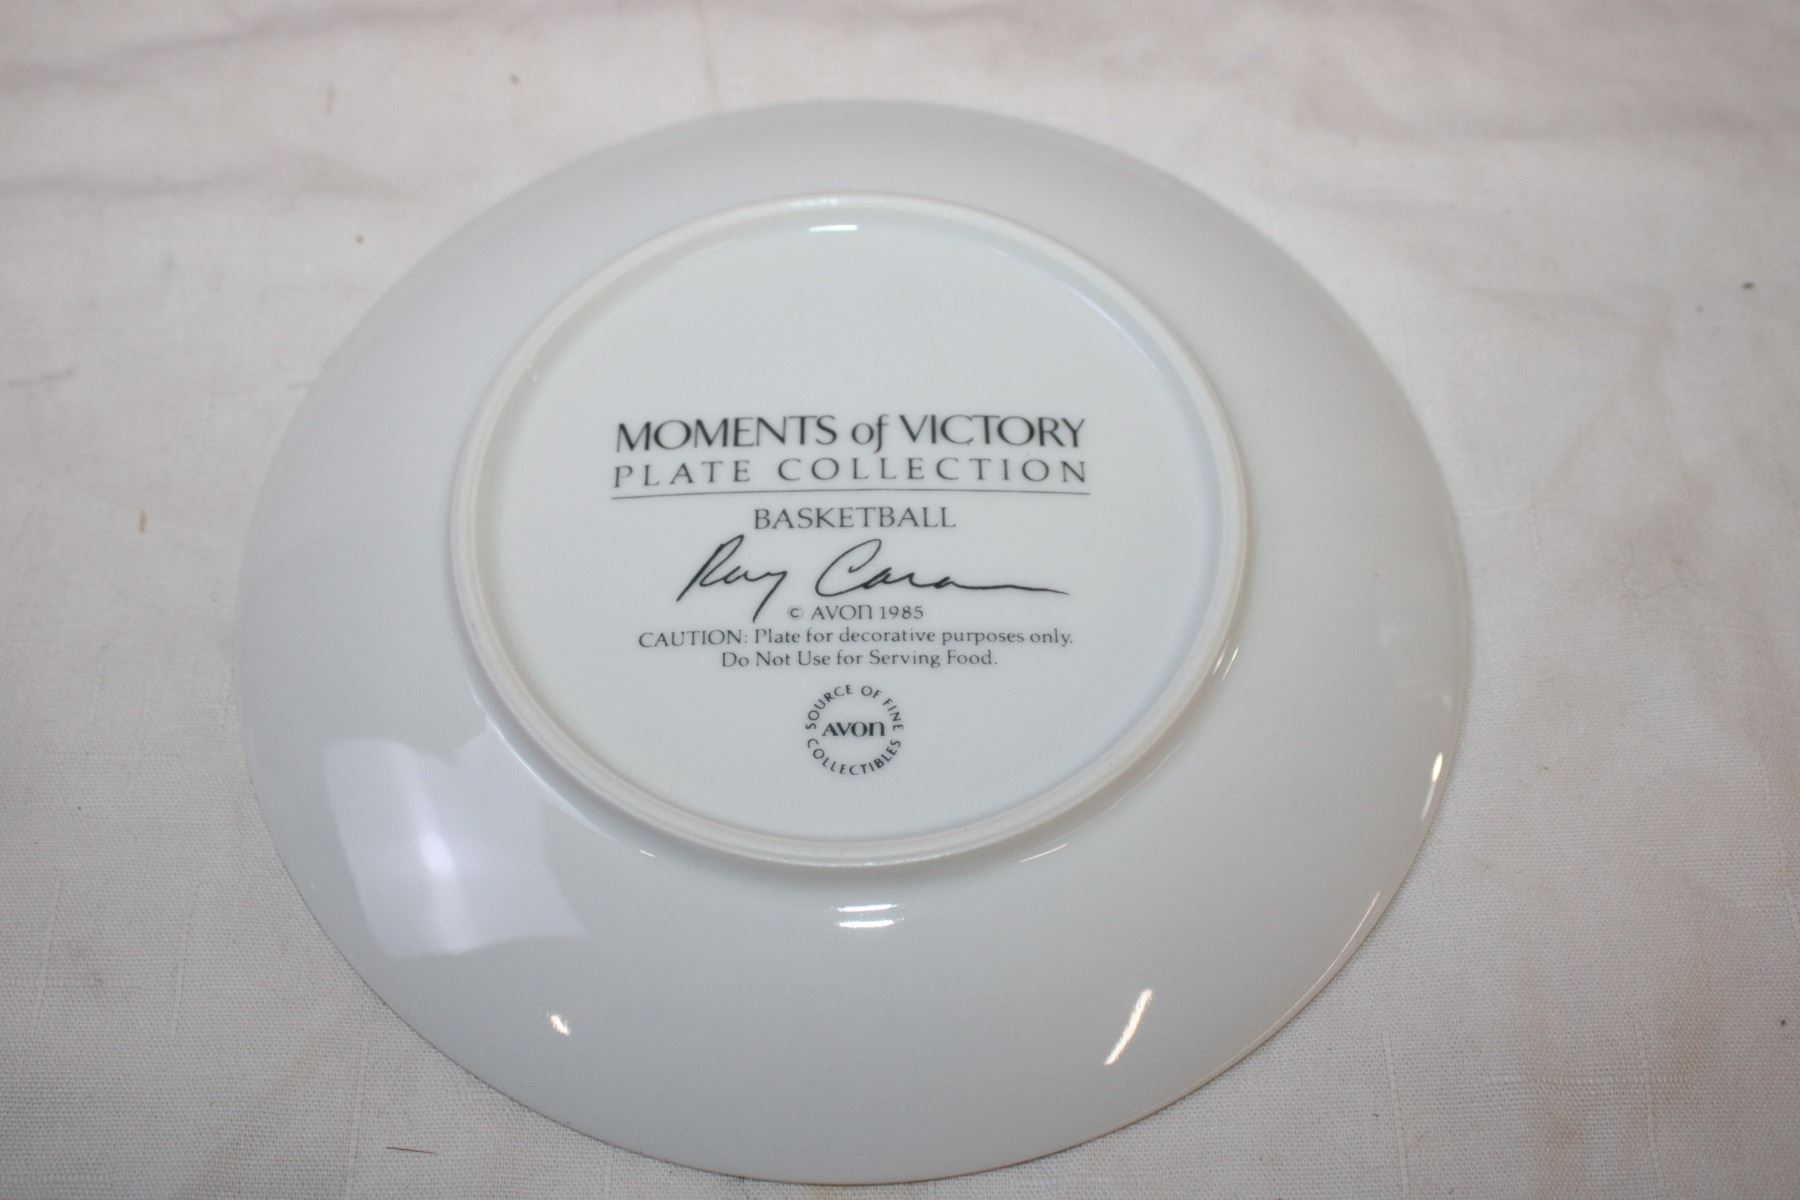 MOMENTS of VICTORY
PLATE COLLECTION
BASKETBALL
Ray
© AVON 1985
CAUTION: Plate for decorative purposes only.
Do Not Use for Serving Food.
SOURCE OF FINE
AVON
COLLECTIBLES